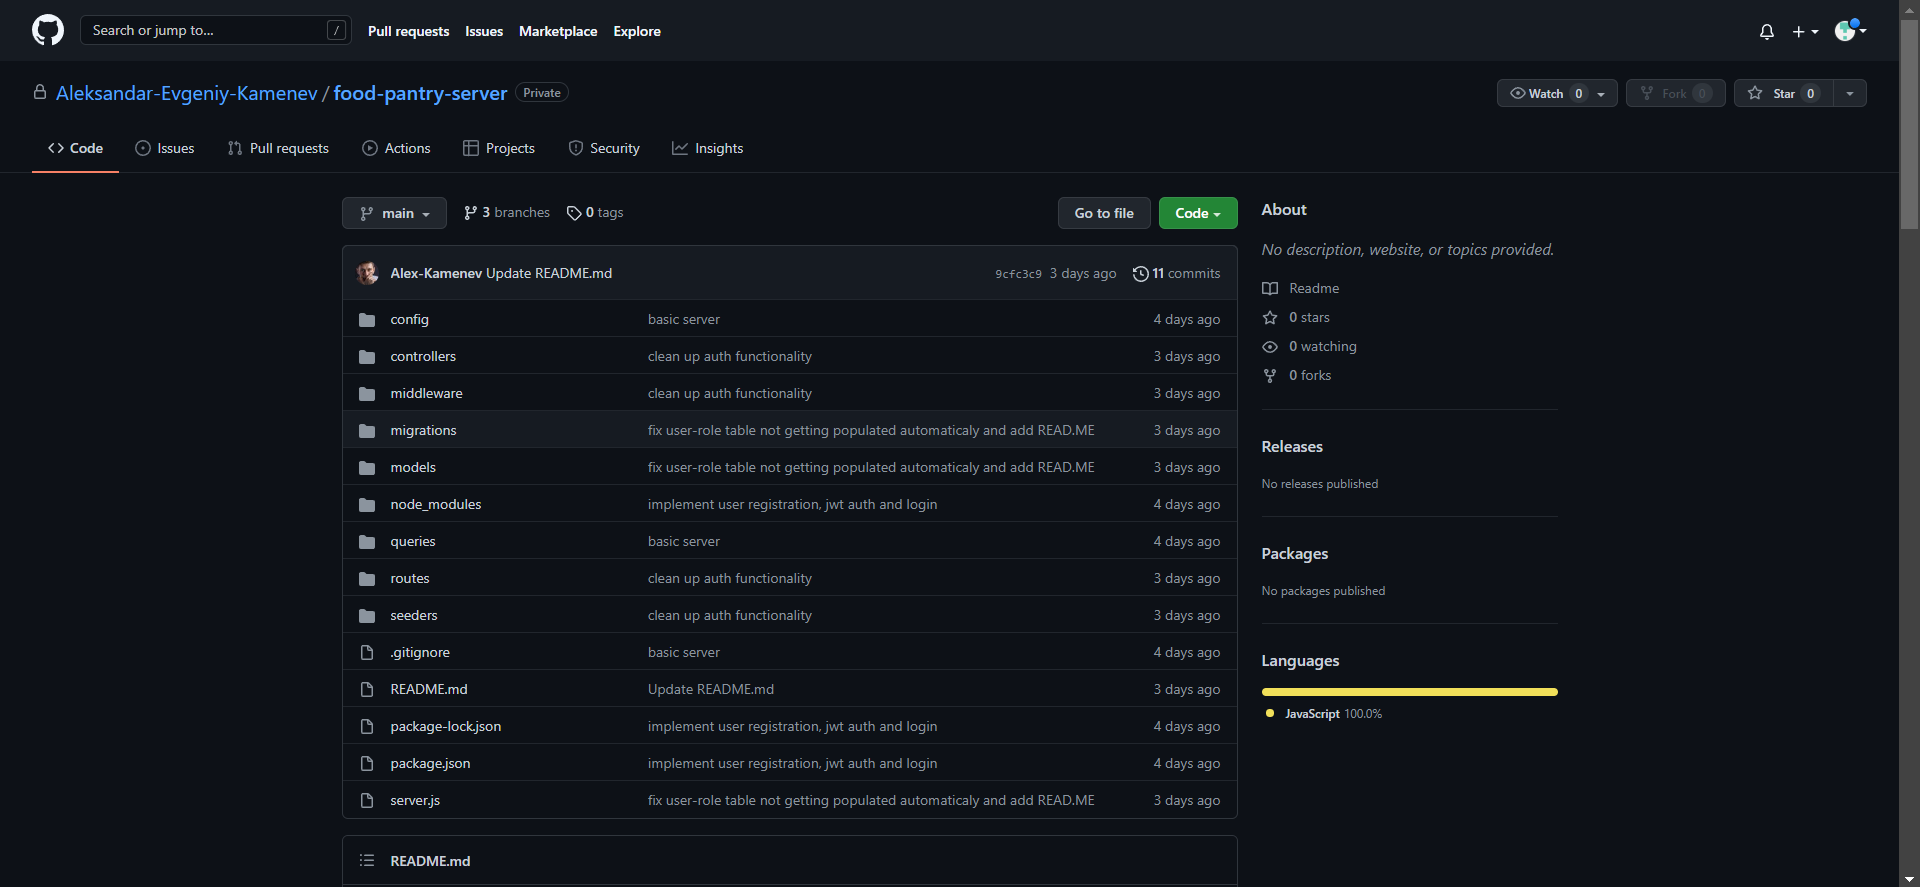 Search or jump to... /
Pull requests Issues Marketplace Explore
Aleksandar-Evgeniy-Kamenev / food-pantry-server Private
Watch 0 Fork 0 Star 0
Code Issues Pull requests Actions Projects Security Insights
main 3 branches 0 tags Go to file Code
Alex-Kamenev Update README.md 9cfc3c9 3 days ago 11 commits
config basic server 4 days ago
controllers clean up auth functionality 3 days ago
middleware clean up auth functionality 3 days ago
migrations fix user-role table not getting populated automaticaly and add READ.ME 3 days ago
models fix user-role table not getting populated automaticaly and add READ.ME 3 days ago
node_modules implement user registration, jwt auth and login 4 days ago
queries basic server 4 days ago
routes clean up auth functionality 3 days ago
seeders clean up auth functionality 3 days ago
.gitignore basic server 4 days ago
README.md Update README.md 3 days ago
package-lock.json implement user registration, jwt auth and login 4 days ago
package.json implement user registration, jwt auth and login 4 days ago
server.js fix user-role table not getting populated automaticaly and add READ.ME 3 days ago
README.md
About
No description, website, or topics provided.
Readme
0 stars
0 watching
0 forks
Releases
No releases published
Packages
No packages published
Languages
JavaScript 100.0%